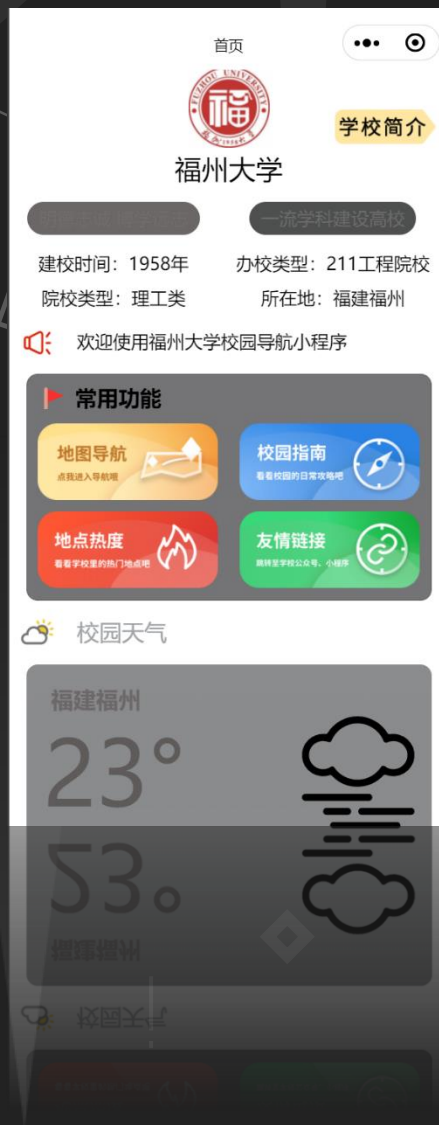 首页
FUZHOU UNIVERSITY
福
学校简介
福州大学
一流学科建设高校
建校时间：1958年 办校类型：211工程院校
院校类型：理工类 所在地：福建福州
欢迎使用福州大学校园导航小程序
常用功能
地图导航
点我进入导航喔
校园指南
看看校园的日常攻略吧
地点热度
看看学校里的热门地点吧
友情链接
跳转至学校公众号、小程序
校园天气
福建福州
23°